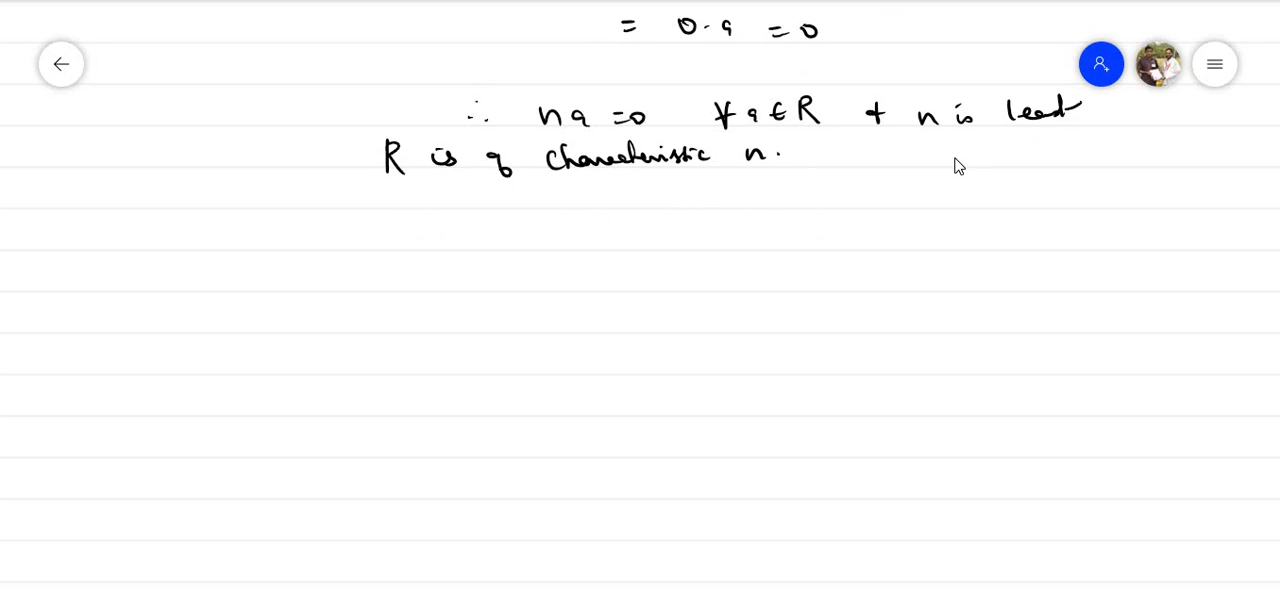 = 0·a = 0
∴ na = 0 ∀ a ∈ R + n is least
R is of characteristic n.